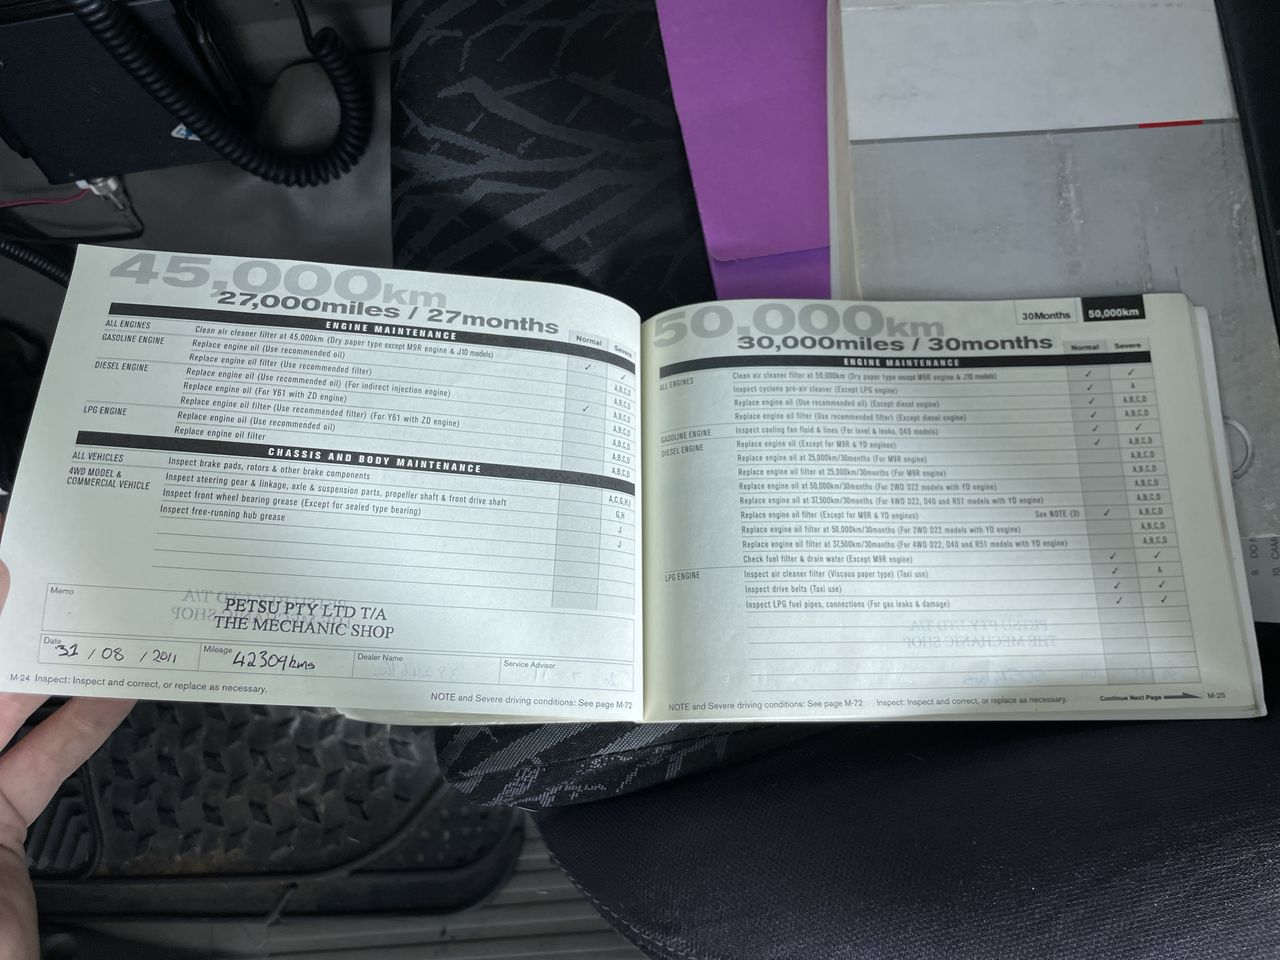 45,000km
27,000miles / 27months
ENGINE MAINTENANCE
Normal
Severe
ALL ENGINES
Clean air cleaner filter at 45,000km (Dry paper type except M9R engine & J10 models)
✓
GASOLINE ENGINE
Replace engine oil (Use recommended oil)
✓
A,B,C,D
Replace engine oil filter (Use recommended filter)
A,B,C,D
DIESEL ENGINE
Replace engine oil (Use recommended oil) (For indirect injection engine)
A,B,C,D
Replace engine oil (For Y61 with ZD engine)
✓
A,B,C,D
Replace engine oil filter (Use recommended filter) (For Y61 with ZD engine)
A,B,C,D
LPG ENGINE
Replace engine oil (Use recommended oil)
A,B,C,D
Replace engine oil filter
A,B,C,D
CHASSIS AND BODY MAINTENANCE
ALL VEHICLES
Inspect brake pads, rotors & other brake components
4WD MODEL &
COMMERCIAL VEHICLE
Inspect steering gear & linkage, axle & suspension parts, propeller shaft & front drive shaft
G,H
Inspect front wheel bearing grease (Except for sealed type bearing)
J
Inspect free-running hub grease
J
Memo
PETSU PTY LTD T/A
THE MECHANIC SHOP
Date
31 / 08 / 2011
Mileage
42309kms
Dealer Name
Service Advisor
M-24 Inspect: Inspect and correct, or replace as necessary.
NOTE and Severe driving conditions: See page M-72
50,000km
30,000miles / 30months
30Months
50,000km
ENGINE MAINTENANCE
Normal
Severe
ALL ENGINES
Clean air cleaner filter at 50,000km (Dry paper type except M9R engine & J10 models)
✓
✓
Inspect cyclone pre-air cleaner (Except LPG engine)
✓
A
Replace engine oil (Use recommended oil) (Except diesel engine)
✓
A,B,C,D
Replace engine oil filter (Use recommended filter) (Except diesel engine)
✓
A,B,C,D
GASOLINE ENGINE
Inspect cooling fan fluid & lines (For level & leaks, Q45 models)
✓
✓
DIESEL ENGINE
Replace engine oil (Except for M9R & YD engines)
✓
A,B,C,D
Replace engine oil at 25,000km/30months (For M9R engine)
A,B,C,D
Replace engine oil filter at 25,000km/30months (For M9R engine)
A,B,C,D
Replace engine oil at 50,000km/30months (For 2WD D22 models with YD engine)
A,B,C,D
Replace engine oil at 37,500km/30months (For 4WD D22, D40 and R51 models with YD engine)
A,B,C,D
Replace engine oil filter (Except for M9R & YD engines) See NOTE (3)
✓
A,B,C,D
Replace engine oil filter at 50,000km/30months (For 2WD D22 models with YD engine)
A,B,C,D
Replace engine oil filter at 37,500km/30months (For 4WD D22, D40 and R51 models with YD engine)
A,B,C,D
Check fuel filter & drain water (Except M9R engine)
✓
✓
LPG ENGINE
Inspect air cleaner filter (Viscous paper type) (Taxi use)
✓
A
Inspect drive belts (Taxi use)
✓
✓
Inspect LPG fuel pipes, connections (For gas leaks & damage)
✓
✓
NOTE and Severe driving conditions: See page M-72 Inspect: Inspect and correct, or replace as necessary.
Continue Next Page
M-25